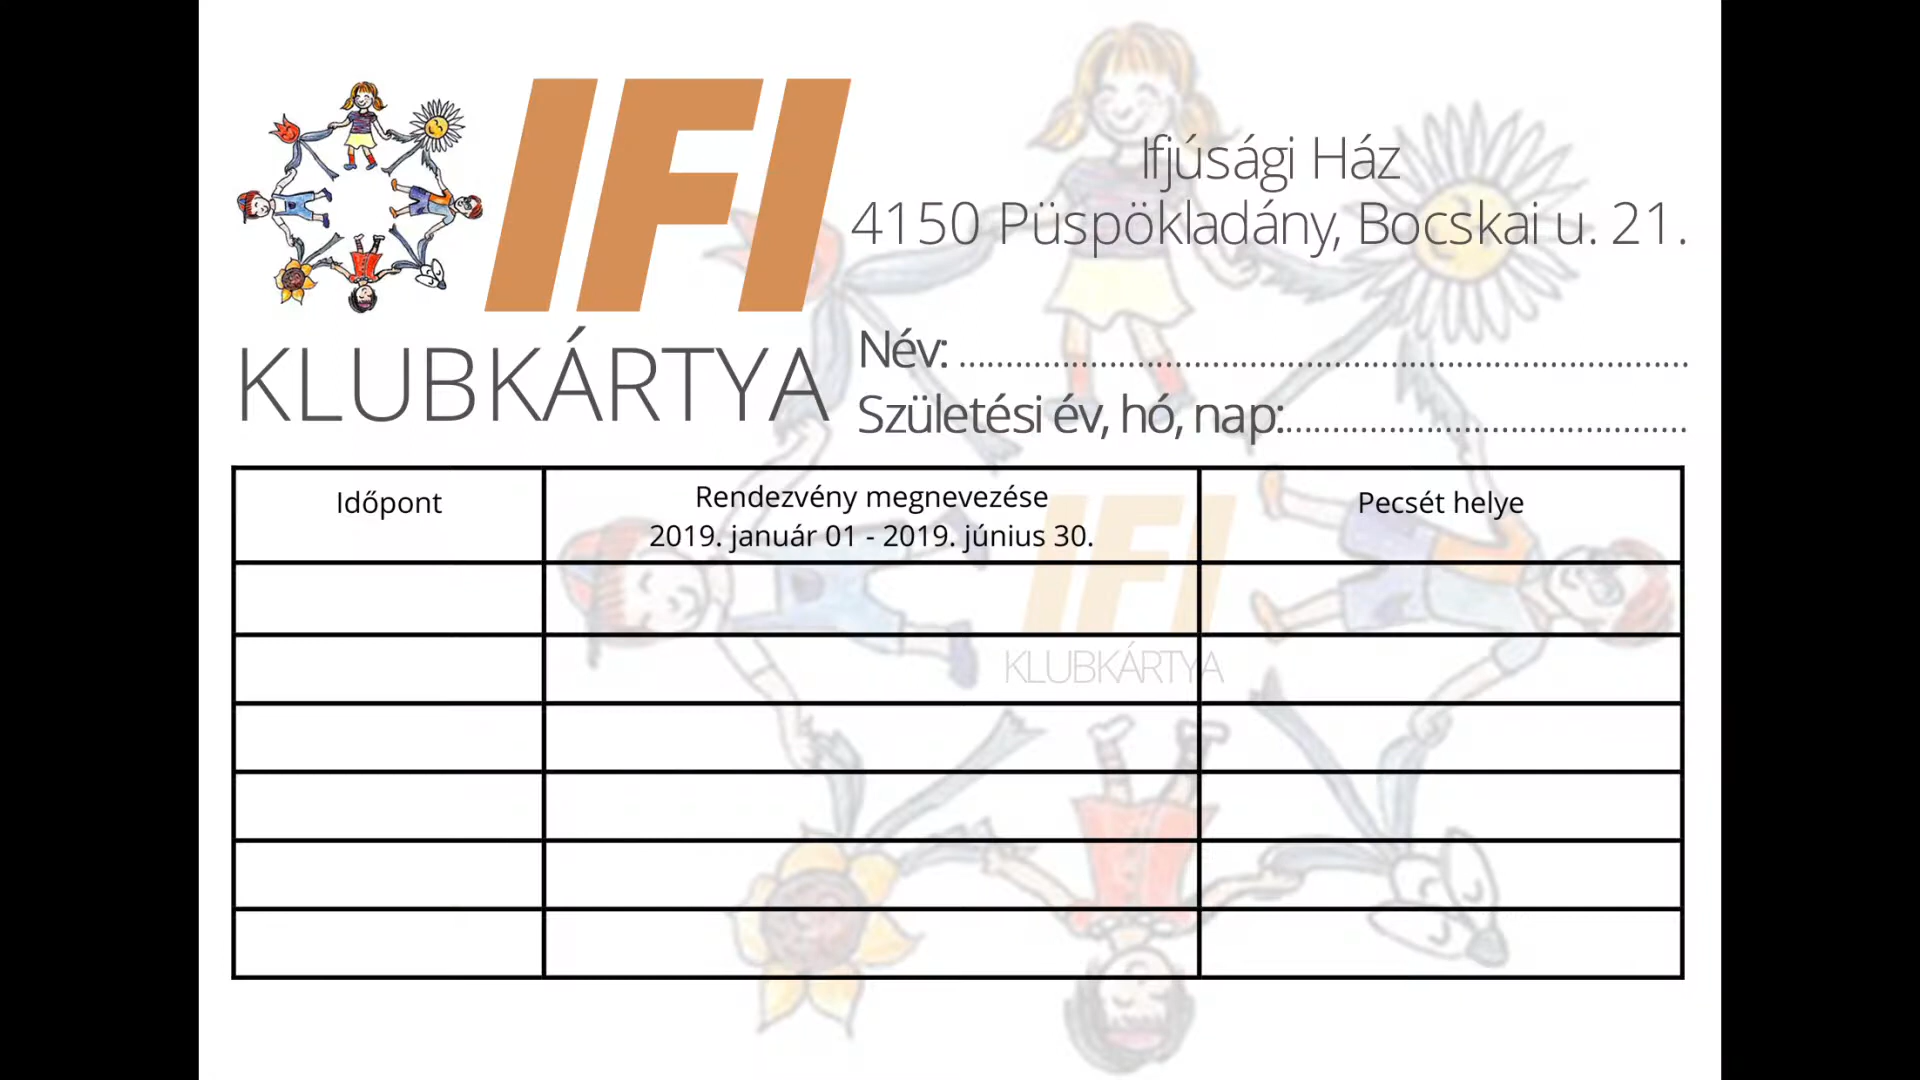 IFI
KLUBKÁRTYA
Ifjúsági Ház
4150 Püspökladány, Bocskai u. 21.
Név: ................................................................................
Születési év, hó, nap:............................................
Időpont
Rendezvény megnevezése
2019. január 01 - 2019. június 30.
Pecsét helye
IFI
KLUBKÁRTYA